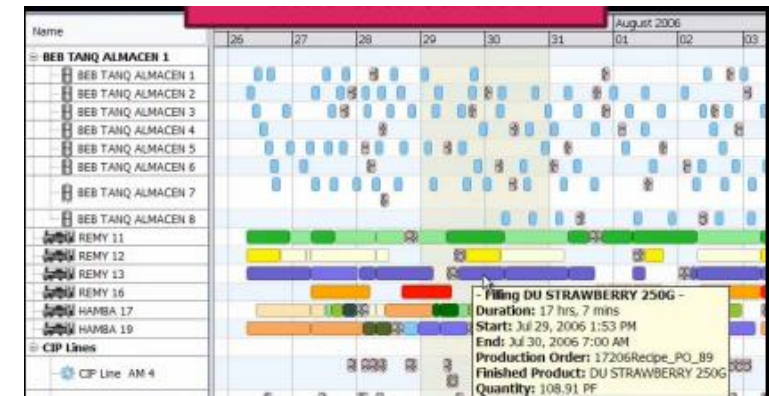 Name
August 2006
26 27 28 29 30 31 01 02 03
BEB TANQ ALMACEN 1
BEB TANQ ALMACEN 1
BEB TANQ ALMACEN 2
BEB TANQ ALMACEN 3
BEB TANQ ALMACEN 4
BEB TANQ ALMACEN 5
BEB TANQ ALMACEN 6
BEB TANQ ALMACEN 7
BEB TANQ ALMACEN 8
REMY 11
REMY 12
REMY 13
REMY 16
HAMBA 17
HAMBA 19
CIP Lines
CIP Line AM 4
- Filling DU STRAWBERRY 250G -
Duration: 17 hrs, 7 mins
Start: Jul 29, 2006 1:53 PM
End: Jul 30, 2006 7:00 AM
Production Order: 17206Recipe_PO_89
Finished Product: DU STRAWBERRY 250G
Quantity: 108.91 PF